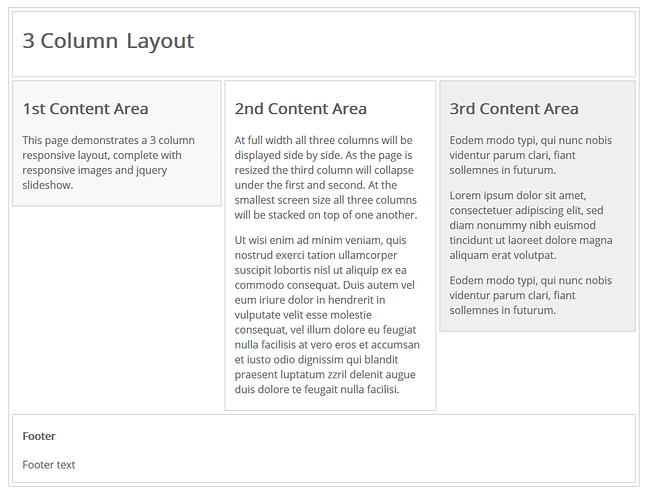 3 Column Layout
1st Content Area
This page demonstrates a 3 column
responsive layout, complete with
responsive images and jquery
slideshow.
2nd Content Area
At full width all three columns will be
displayed side by side. As the page is
resized the third column will collapse
under the first and second. At the
smallest screen size all three columns
will be stacked on top of one another.
Ut wisi enim ad minim veniam, quis
nostrud exerci tation ullamcorper
suscipit lobortis nisl ut aliquip ex ea
commodo consequat. Duis autem vel
eum iriure dolor in hendrerit in
vulputate velit esse molestie
consequat, vel illum dolore eu feugiat
nulla facilisis at vero eros et accumsan
et iusto odio dignissim qui blandit
praesent luptatum zzril delenit augue
duis dolore te feugait nulla facilisi.
3rd Content Area
Eodem modo typi, qui nunc nobis
videntur parum clari, fiant
sollemnes in futurum.
Lorem ipsum dolor sit amet,
consectetuer adipiscing elit, sed
diam nonummy nibh euismod
tincidunt ut laoreet dolore magna
aliquam erat volutpat.
Eodem modo typi, qui nunc nobis
videntur parum clari, fiant
sollemnes in futurum.
Footer
Footer text